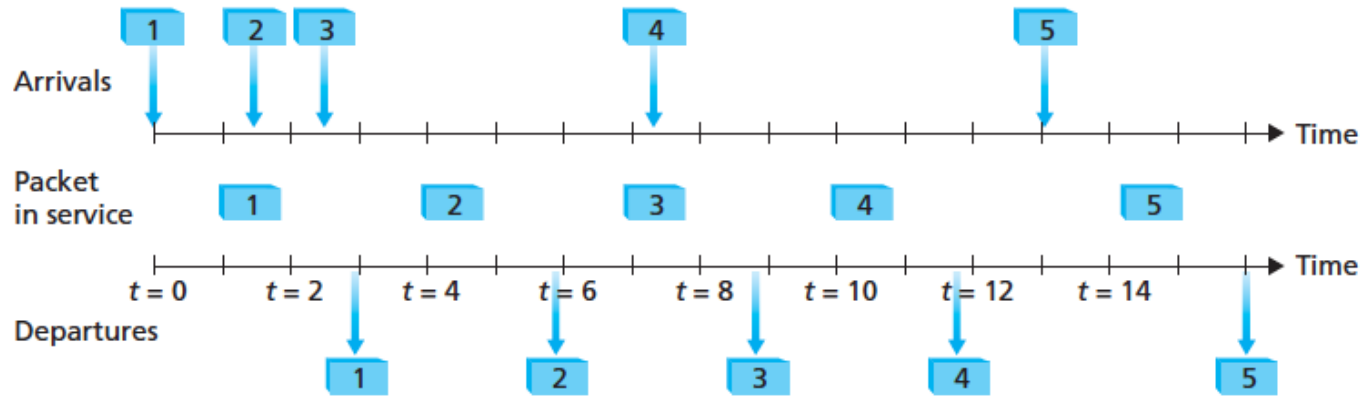 1 2 3 4 5
Arrivals
Time
Packet
in service
1 2 3 4 5
Time
t = 0 t = 2 t = 4 t = 6 t = 8 t = 10 t = 12 t = 14
Departures
1 2 3 4 5